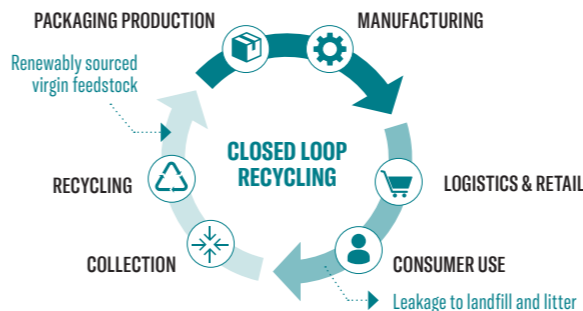 PACKAGING PRODUCTION
MANUFACTURING
Renewably sourced
virgin feedstock
CLOSED LOOP
RECYCLING
RECYCLING
LOGISTICS & RETAIL
COLLECTION
CONSUMER USE
Leakage to landfill and litter